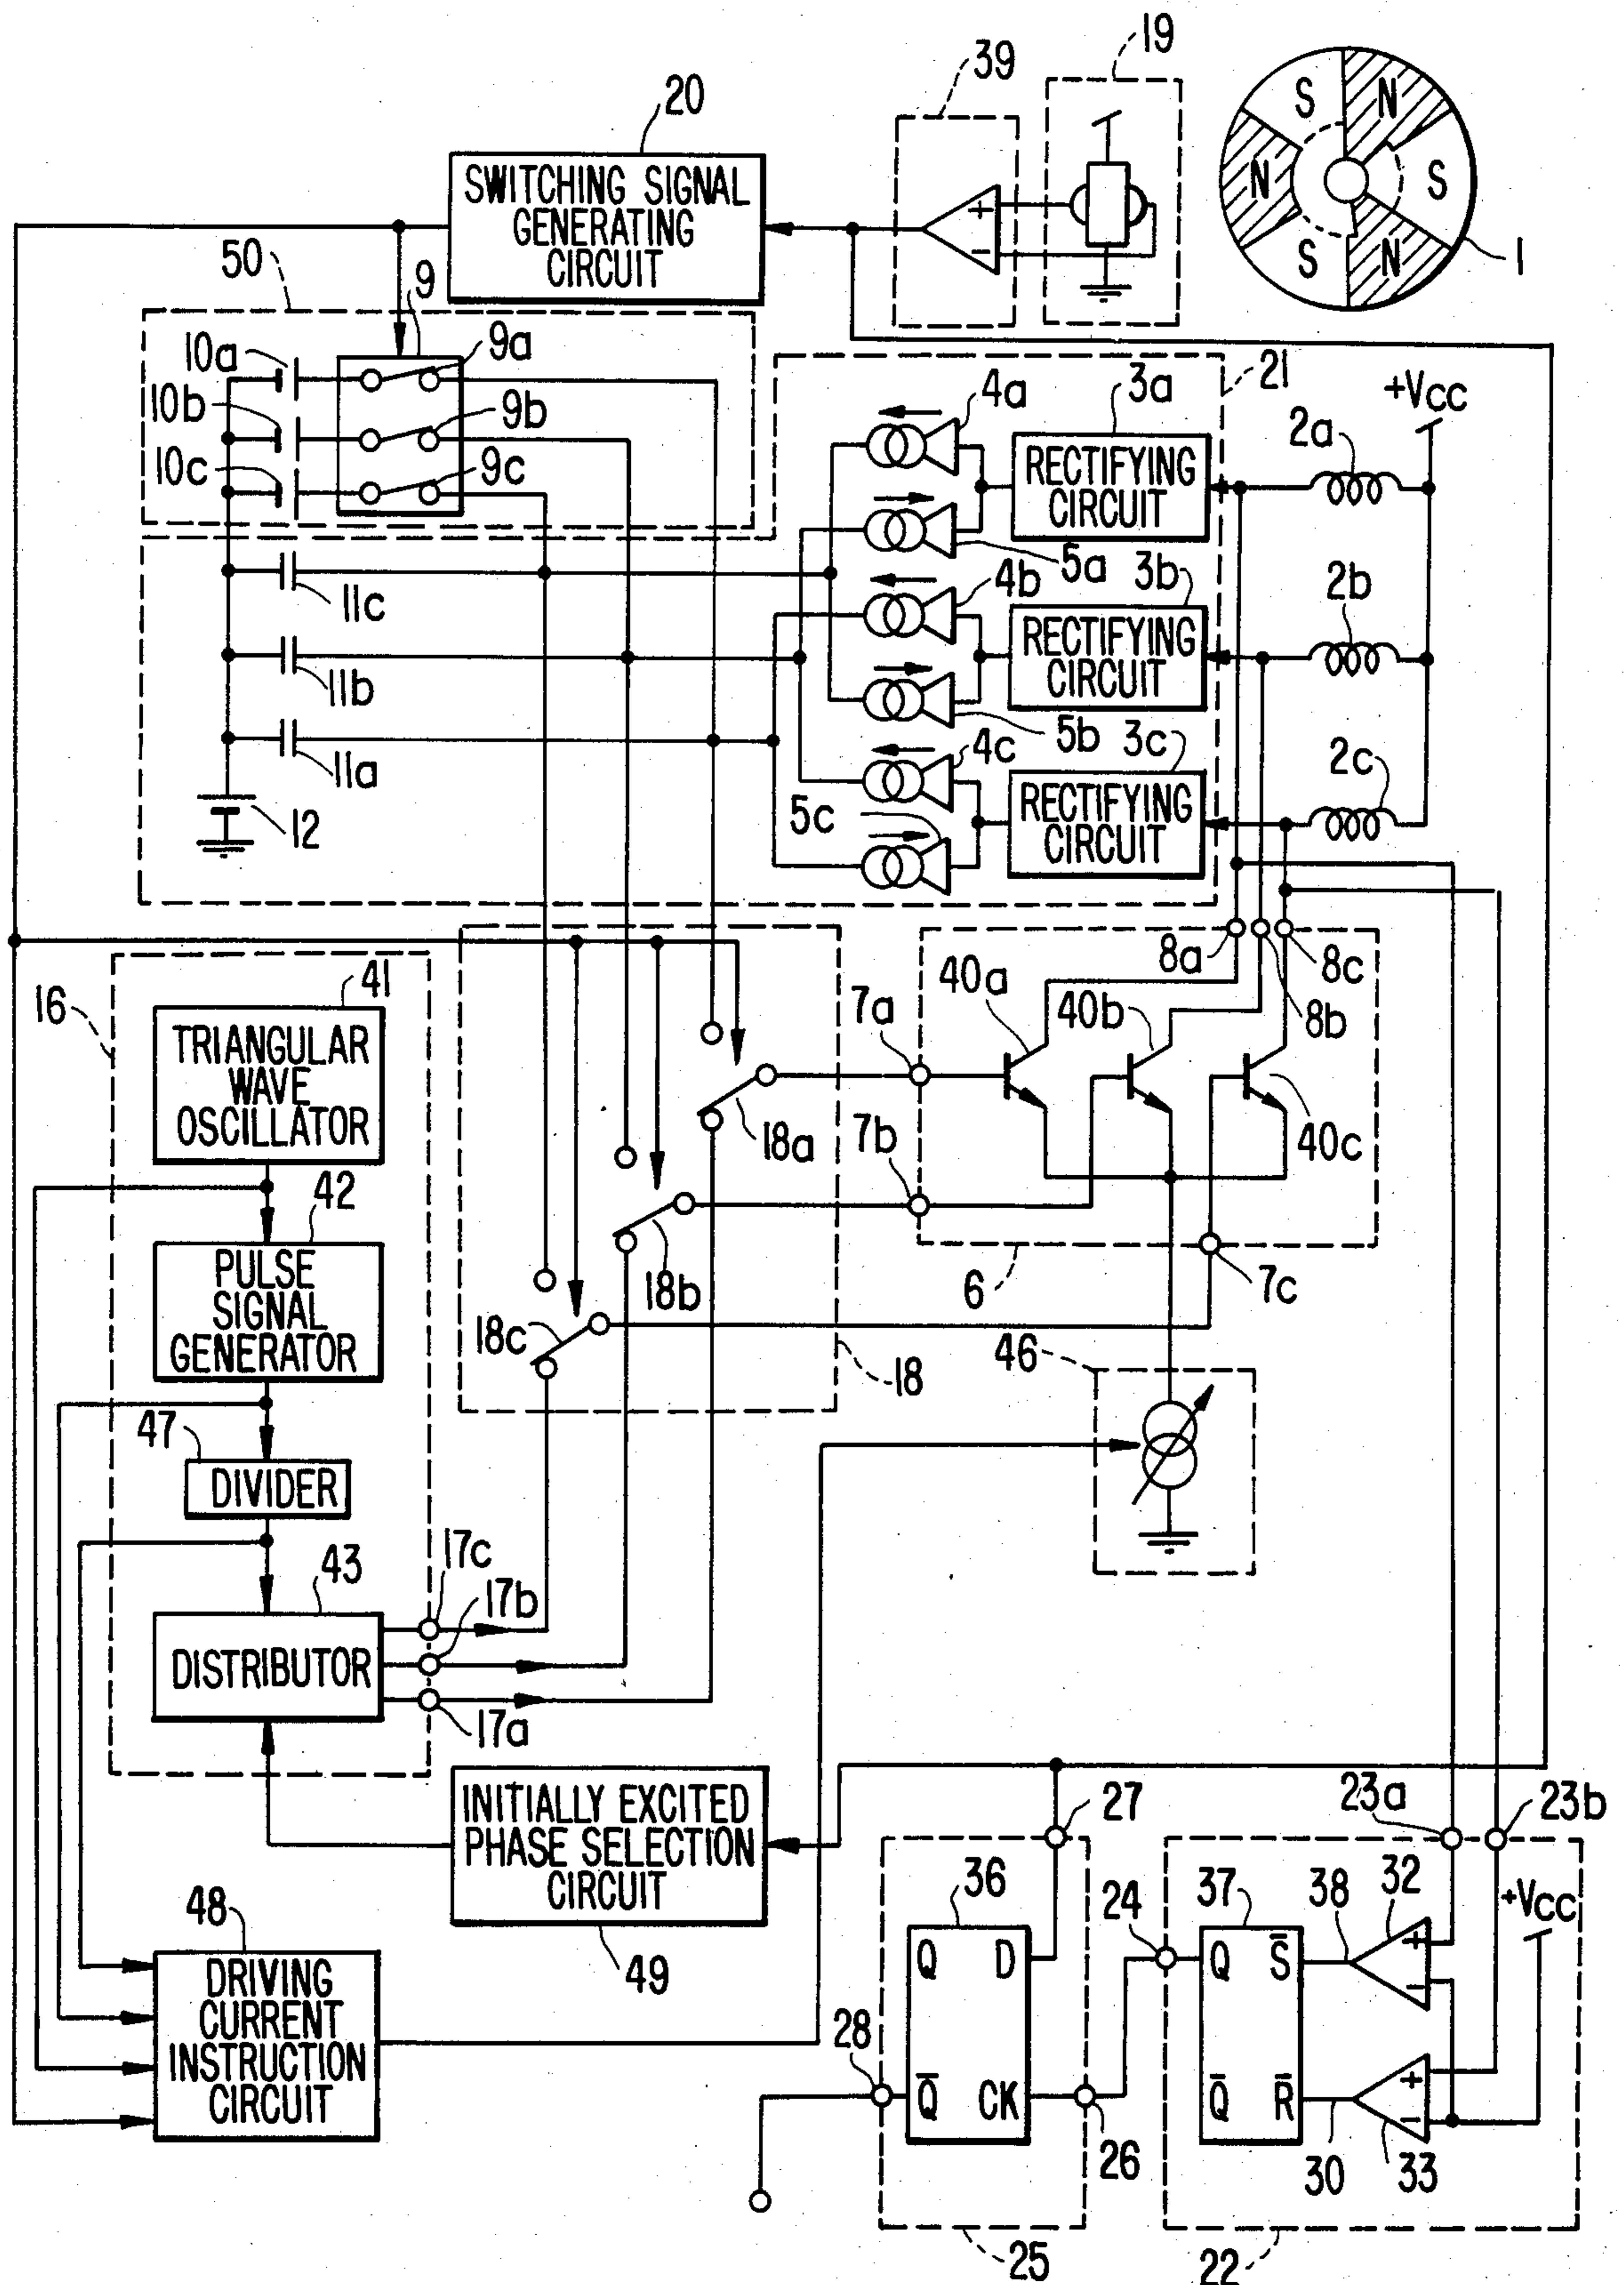 19
39
20
SWITCHING SIGNAL
GENERATING
CIRCUIT
S
N
N
S
S
N
1
50
9
10a
9a
10b
9b
10c
9c
21
4a
3a
+VCC
2a
RECTIFYING
CIRCUIT
5a
11c
4b
3b
2b
RECTIFYING
CIRCUIT
11b
5b
4c
3c
2c
11a
5c
RECTIFYING
CIRCUIT
12
8a
8c
8b
16
41
TRIANGULAR
WAVE
OSCILLATOR
40a
7a
40b
18a
7b
40c
42
PULSE
SIGNAL
GENERATOR
18b
6
7c
18c
18
46
47
DIVIDER
43
17c
17b
DISTRIBUTOR
17a
INITIALLY EXCITED
PHASE SELECTION
CIRCUIT
49
27
23a
23b
48
DRIVING
CURRENT
INSTRUCTION
CIRCUIT
36
24
37
38
32
+VCC
Q D
Q S̅
+
−
28
Q̅ CK
Q̅ R̅
+
−
26
30
33
25
22
+
−